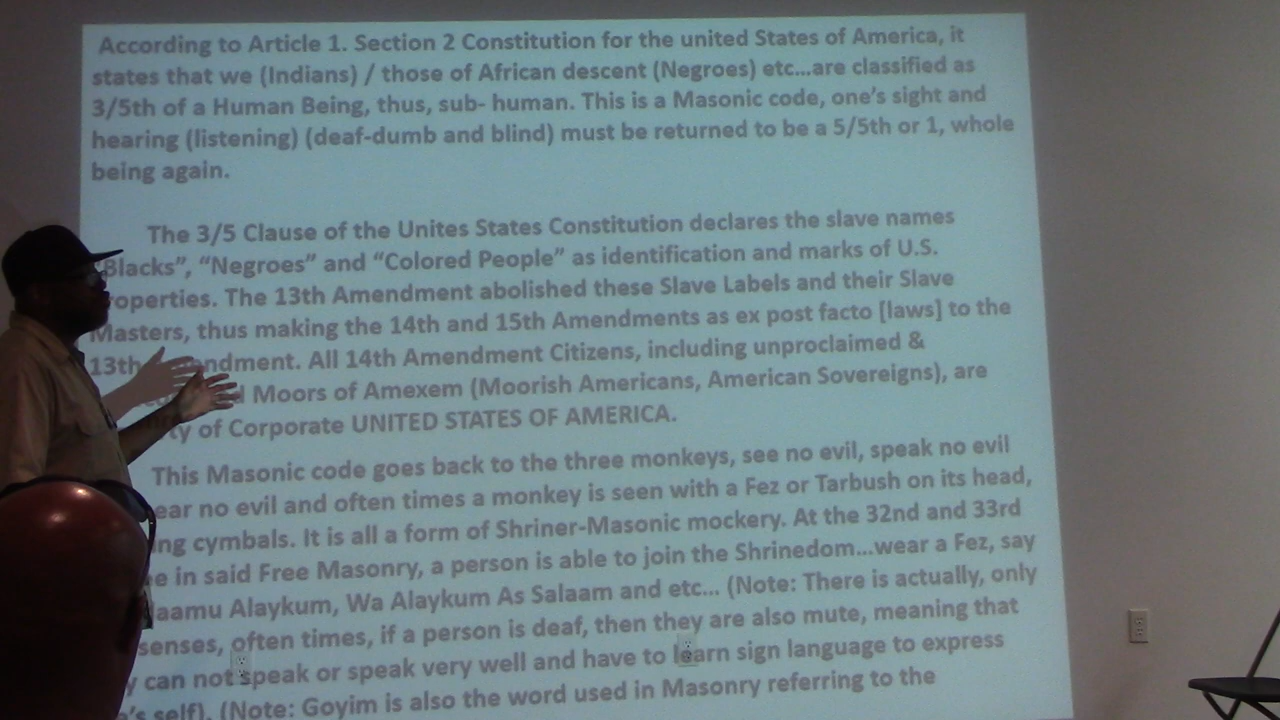 According to Article 1. Section 2 Constitution for the united States of America, it
states that we (Indians) / those of African descent (Negroes) etc...are classified as
3/5th of a Human Being, thus, sub- human. This is a Masonic code, one's sight and
hearing (listening) (deaf-dumb and blind) must be returned to be a 5/5th or 1, whole
being again.
The 3/5 Clause of the Unites States Constitution declares the slave names
"Blacks", "Negroes" and "Colored People" as identification and marks of U.S.
roperties. The 13th Amendment abolished these Slave Labels and their Slave
Masters, thus making the 14th and 15th Amendments as ex post facto [laws] to the
13th endment. All 14th Amendment Citizens, including unproclaimed &
Moors of Amexem (Moorish Americans, American Sovereigns), are
ty of Corporate UNITED STATES OF AMERICA.
This Masonic code goes back to the three monkeys, see no evil, speak no evil
ear no evil and often times a monkey is seen with a Fez or Tarbush on its head,
ng cymbals. It is all a form of Shriner-Masonic mockery. At the 32nd and 33rd
e in said Free Masonry, a person is able to join the Shrinedom...wear a Fez, say
laamu Alaykum, Wa Alaykum As Salaam and etc... (Note: There is actually, only
senses, often times, if a person is deaf, then they are also mute, meaning that
y can not speak or speak very well and have to learn sign language to express
e's self). (Note: Goyim is also the word used in Masonry referring to the